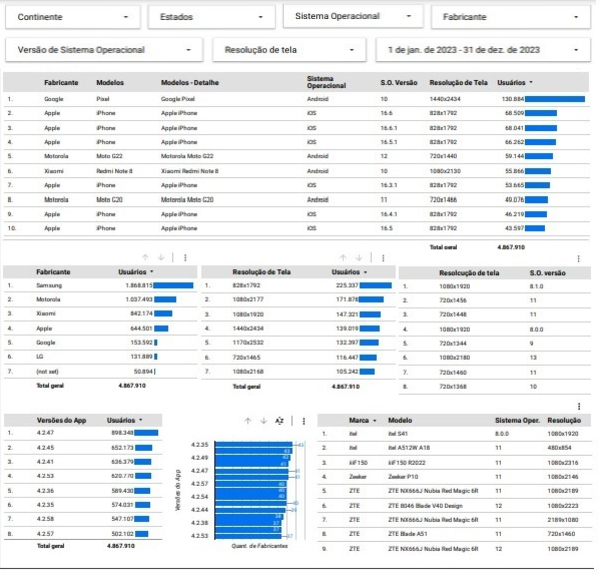 Continente
Estados
Sistema Operacional
Fabricante
Versão de Sistema Operacional
Resolução de tela
1 de jan. de 2023 - 31 de dez. de 2023
Fabricante Modelos Modelos - Detalhe Sistema Operacional S.O. Versão Resolução de Tela Usuários
1. Google Pixel Google Pixel Android 10 1440x2434 130.884
2. Apple iPhone Apple iPhone iOS 16.6 828x1792 68.509
3. Apple iPhone Apple iPhone iOS 16.6.1 828x1792 68.041
4. Apple iPhone Apple iPhone iOS 16.5.1 828x1792 66.262
5. Motorola Moto G22 Motorola Moto G22 Android 12 720x1440 59.144
6. Xiaomi Redmi Note 8 Xiaomi Redmi Note 8 Android 10 1080x2130 55.866
7. Apple iPhone Apple iPhone iOS 16.3.1 828x1792 53.665
8. Motorola Moto G20 Motorola Moto G20 Android 11 720x1466 49.076
9. Apple iPhone Apple iPhone iOS 16.4.1 828x1792 46.219
10. Apple iPhone Apple iPhone iOS 16.5 828x1792 43.597
Total geral 4.867.910
Fabricante Usuários
1. Samsung 1.868.815
2. Motorola 1.037.493
3. Xiaomi 842.174
4. Apple 644.501
5. Google 153.592
6. LG 131.889
7. (not set) 50.894
Total geral 4.867.910
Resolução de Tela Usuários
1. 828x1792 225.337
2. 1080x2177 171.878
3. 1080x1920 147.321
4. 1440x2434 139.019
5. 1170x2532 132.397
6. 720x1465 116.447
7. 1080x2168 105.242
Total geral 4.867.910
Resolcução de tela S.O. versão
1. 1080x1920 8.1.0
2. 720x1456 11
3. 720x1448 11
4. 1080x1920 8.0.0
5. 720x1344 9
6. 1080x2180 13
7. 720x1460 11
8. 720x1368 10
Versões do App Usuários
1. 4.2.47 898.348
2. 4.2.45 652.173
3. 4.2.41 636.379
4. 4.2.53 620.770
5. 4.2.36 589.430
6. 4.2.35 574.031
7. 4.2.58 547.107
8. 4.2.57 502.102
Total geral 4.867.910
Versões do App
4.2.35
4.2.49
4.2.47
4.2.57
4.2.54
4.2.44
4.2.38
4.2.53
Quant. de Fabricantes
Marca Modelo Sistema Oper. Resolução
1. itel itel S41 8.0.0 1080x1920
2. itel itel A512W A18 11 480x854
3. iiiF150 iiiF150 R2022 11 1080x2316
4. Zeeker Zeeker P10 11 1080x2146
5. ZTE ZTE NX666J Nubia Red Magic 6R 11 1080x2189
6. ZTE ZTE 8046 Blade V40 Design 12 1080x2223
7. ZTE ZTE NX666J Nubia Red Magic 6R 11 2189x1080
8. ZTE ZTE Blade A51 11 720x1460
9. ZTE ZTE NX666J Nubia Red Magic 6R 12 1080x2189